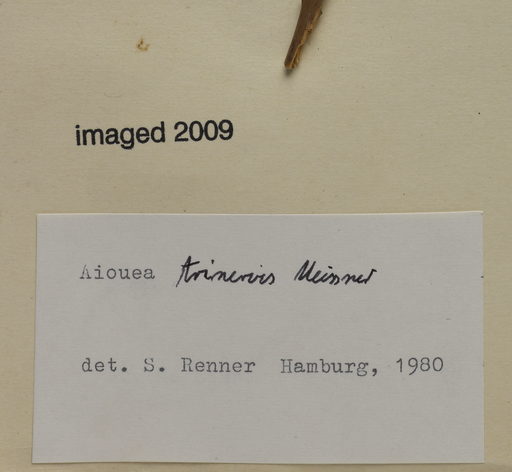 imaged 2009
Aiouea trinervis Meissner
det. S. Renner Hamburg, 1980